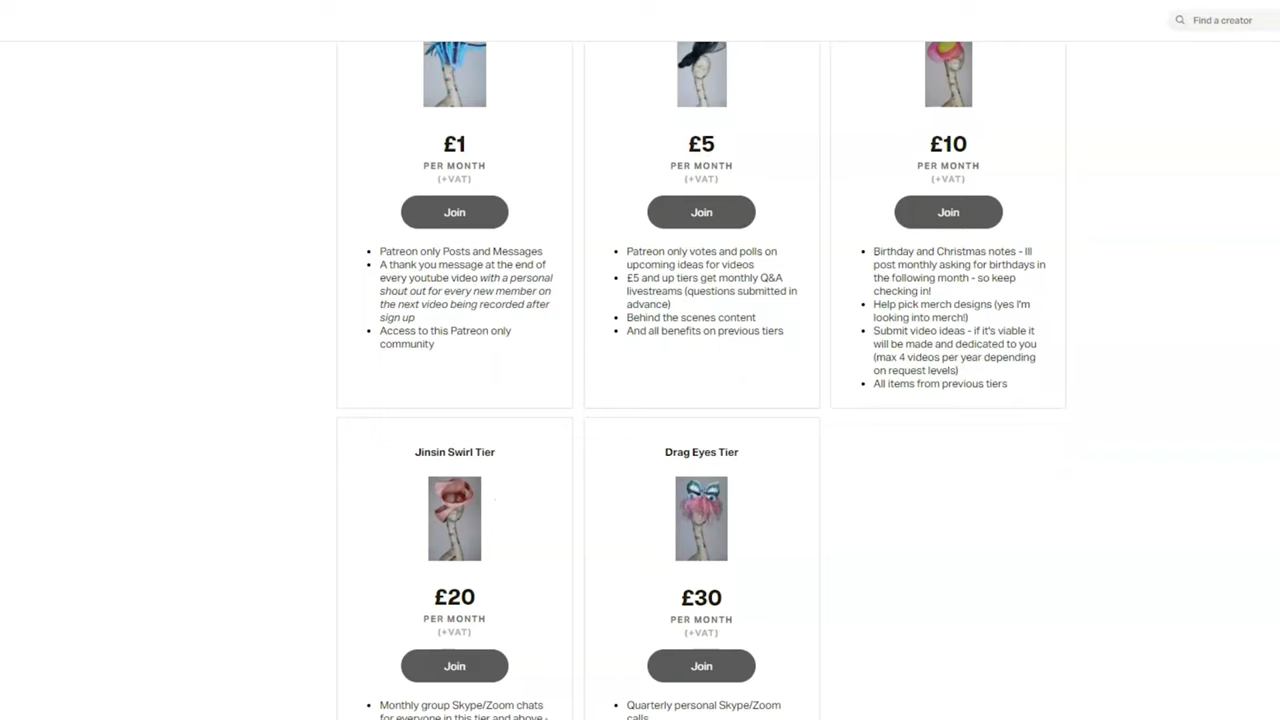 Find a creator
£1
PER MONTH
(+VAT)
Join
Patreon only Posts and Messages
A thank you message at the end of
every youtube video with a personal
shout out for every new member on
the next video being recorded after
sign up
Access to this Patreon only
community
£5
PER MONTH
(+VAT)
Join
Patreon only votes and polls on
upcoming ideas for videos
£5 and up tiers get monthly Q&A
livestreams (questions submitted in
advance)
Behind the scenes content
And all benefits on previous tiers
£10
PER MONTH
(+VAT)
Join
Birthday and Christmas notes - Ill
post monthly asking for birthdays in
the following month - so keep
checking in!
Help pick merch designs (yes I'm
looking into merch!)
Submit video ideas - if it's viable it
will be made and dedicated to you
(max 4 videos per year depending
on request levels)
All items from previous tiers
Jinsin Swirl Tier
£20
PER MONTH
(+VAT)
Join
Monthly group Skype/Zoom chats
for everyone in this tier and above -
Drag Eyes Tier
£30
PER MONTH
(+VAT)
Join
Quarterly personal Skype/Zoom
calls